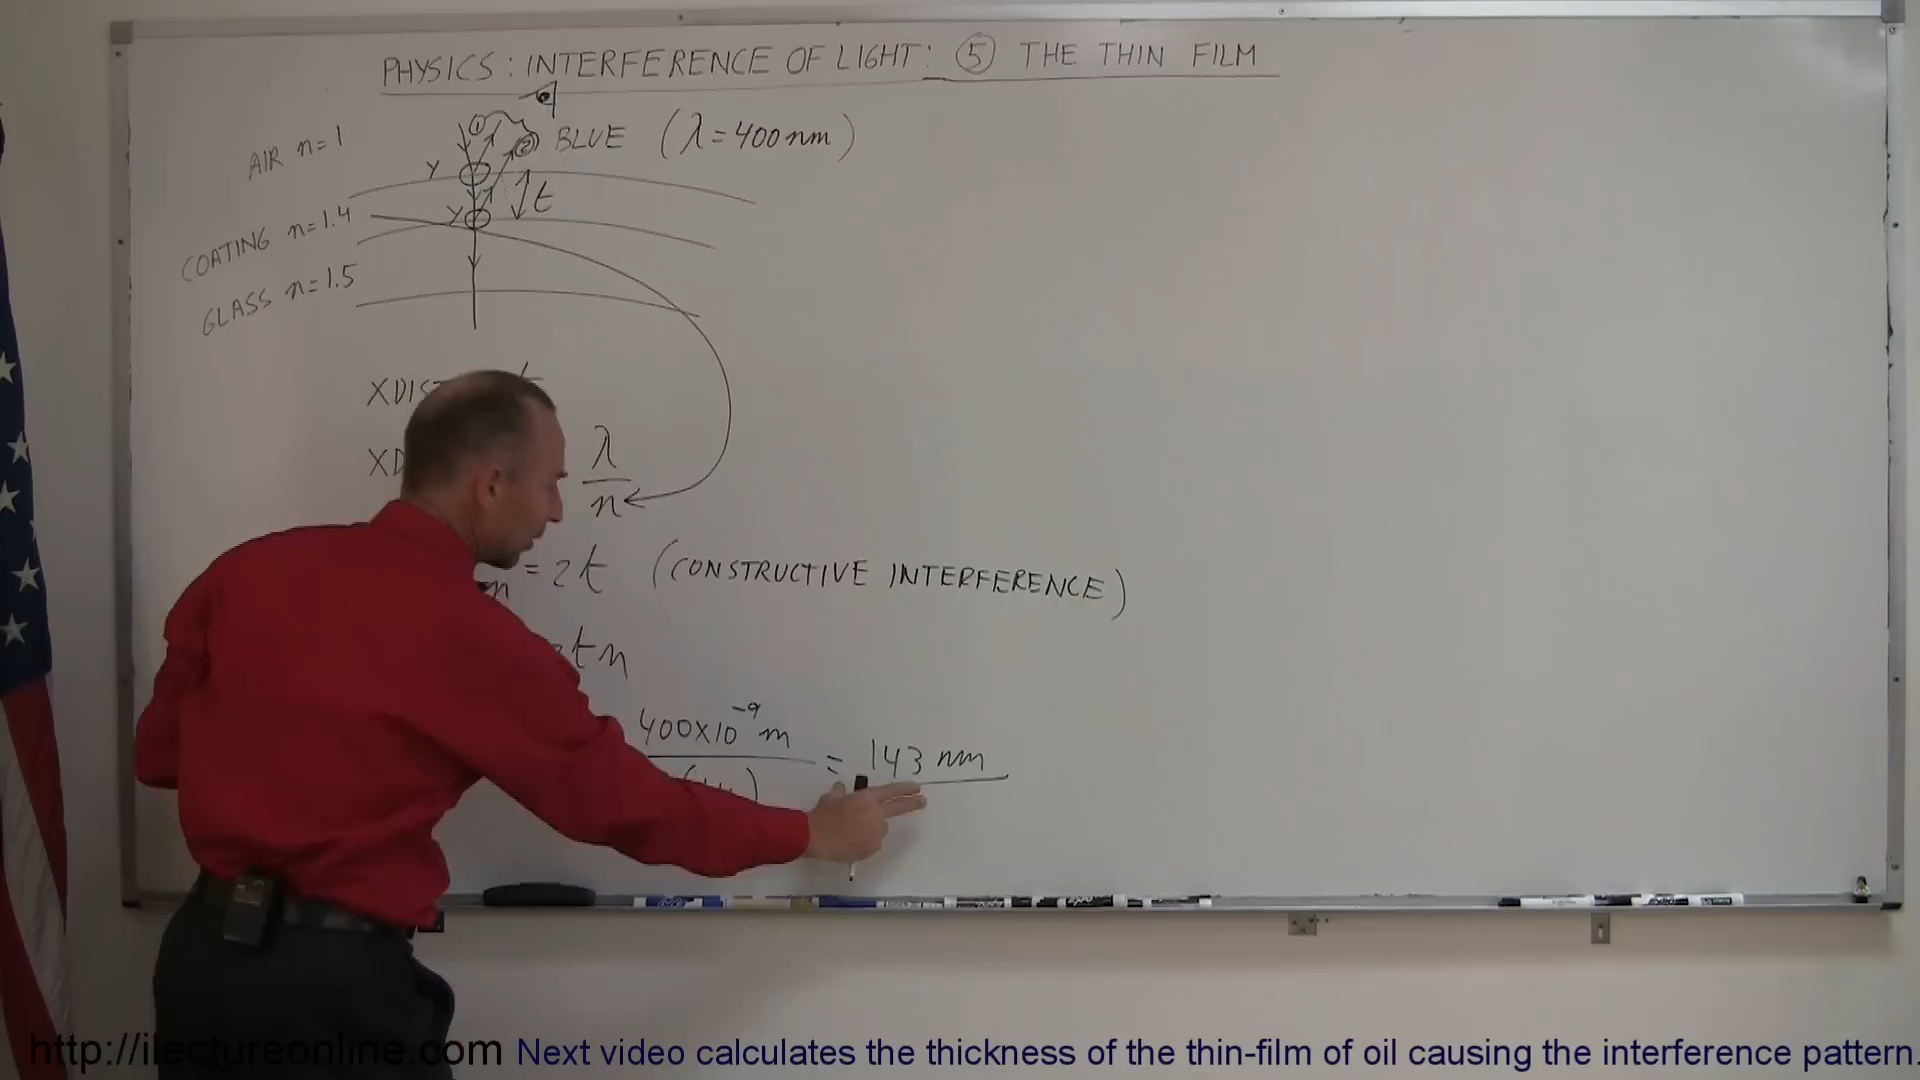 PHYSICS: INTERFERENCE OF LIGHT: ⑤ THE THIN FILM
AIR n=1
① ② BLUE (λ=400nm)
Y
Y t
COATING n=1.4
GLASS n=1.5
XDIS
XD λ/n
n = 2t (CONSTRUCTIVE INTERFERENCE)
tn
400x10⁻⁹ m = 143 nm
http://ilectureonline.com Next video calculates the thickness of the thin-film of oil causing the interference pattern.